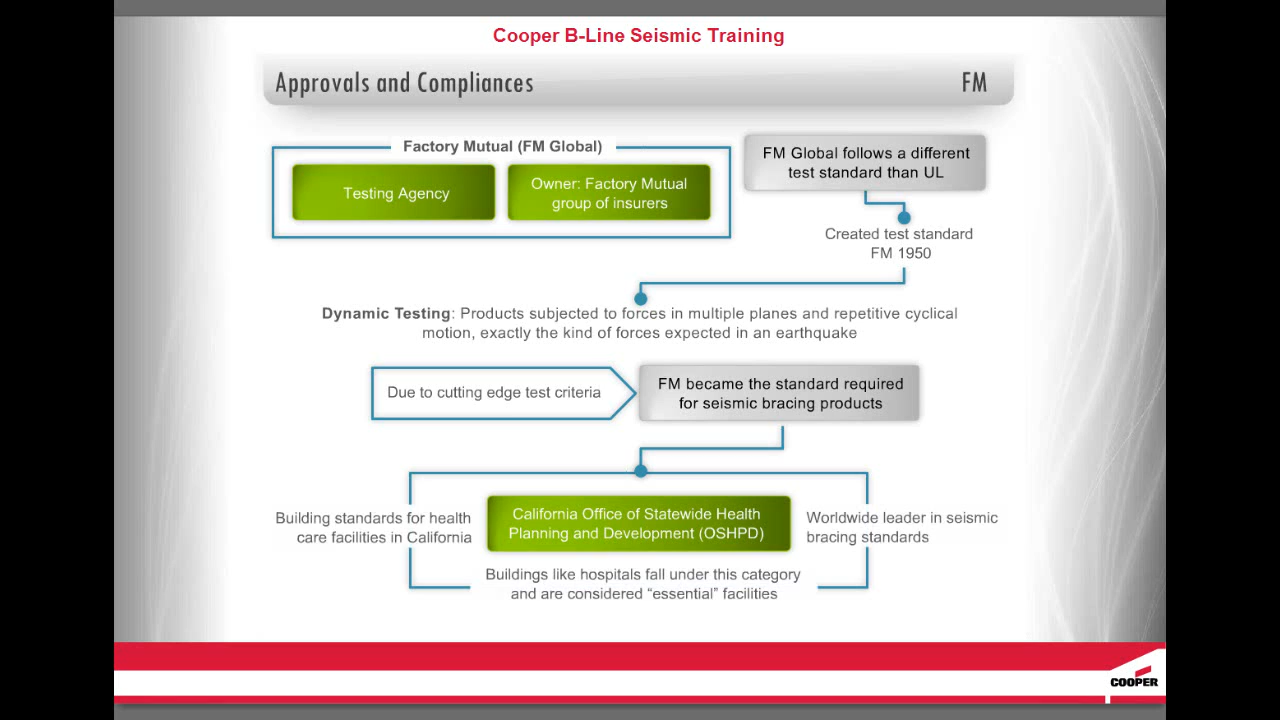 Cooper B-Line Seismic Training
Approvals and Compliances
FM
Factory Mutual (FM Global)
Testing Agency
Owner: Factory Mutual
group of insurers
FM Global follows a different
test standard than UL
Created test standard
FM 1950
Dynamic Testing: Products subjected to forces in multiple planes and repetitive cyclical
motion, exactly the kind of forces expected in an earthquake
Due to cutting edge test criteria
FM became the standard required
for seismic bracing products
Building standards for health
care facilities in California
California Office of Statewide Health
Planning and Development (OSHPD)
Worldwide leader in seismic
bracing standards
Buildings like hospitals fall under this category
and are considered “essential” facilities
COOPER